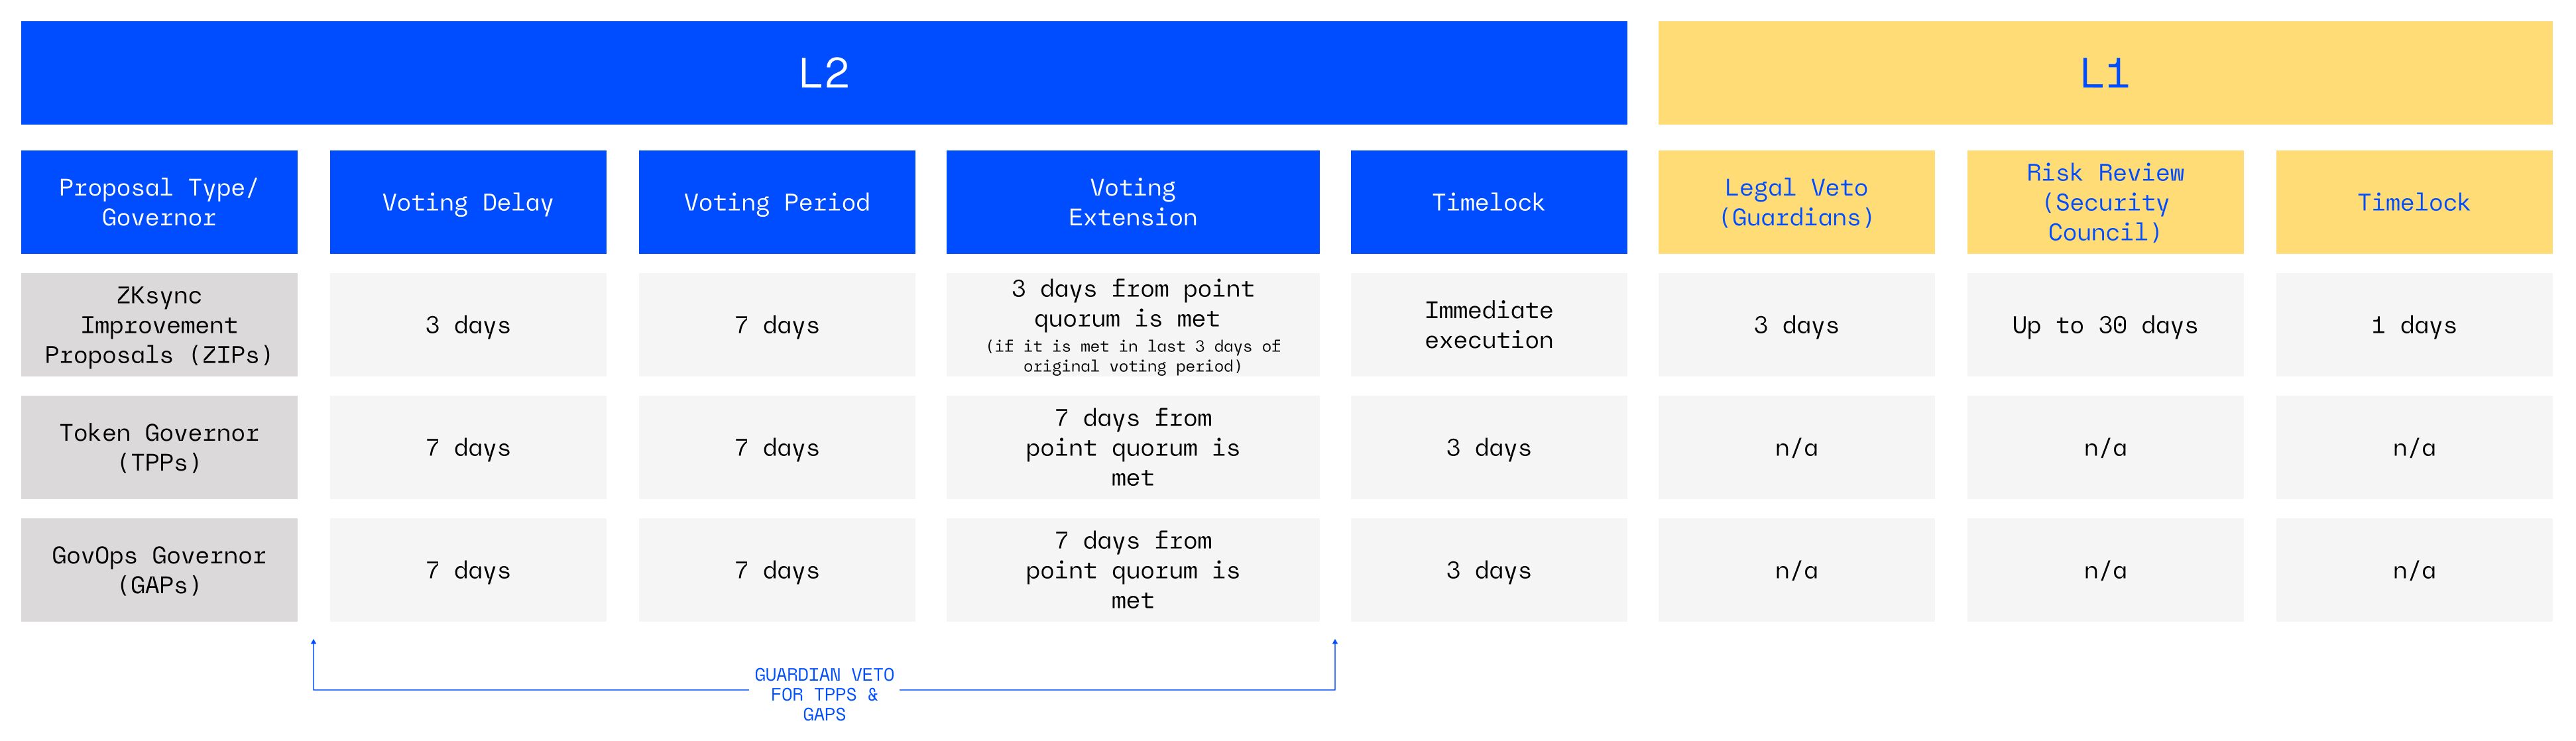 L2
L1
Proposal Type/
Governor
Voting Delay
Voting Period
Voting
Extension
Timelock
Legal Veto
(Guardians)
Risk Review
(Security
Council)
Timelock
ZKsync
Improvement
Proposals (ZIPs)
3 days
7 days
3 days from point
quorum is met
(if it is met in last 3 days of
original voting period)
Immediate
execution
3 days
Up to 30 days
1 days
Token Governor
(TPPs)
7 days
7 days
7 days from
point quorum is
met
3 days
n/a
n/a
n/a
GovOps Governor
(GAPs)
7 days
7 days
7 days from
point quorum is
met
3 days
n/a
n/a
n/a
GUARDIAN VETO
FOR TPPS &
GAPS